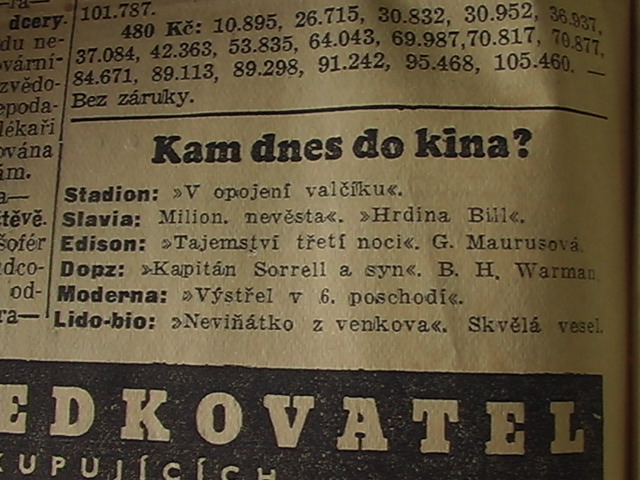 101.787.
480 Kč: 10.895, 26.715, 30.832, 30.952, 36.937,
37.084, 42.363, 53.835, 64.043, 69.987, 70.817, 70.877,
84.671, 89.113, 89.298, 91.242, 95.468, 105.460. —
Bez záruky.
dcery.
du ne-
zvědo-
epoda-
lékaři
ována
ám.
a—
těvě.
šofér
udco-
od-
ra—
Kam dnes do kina?
Stadion: »V opojení valčíku«.
Slavia: Milion. nevěsta«. »Hrdina Bill«.
Edison: »Tajemství třetí noci«. G. Maurusová.
Dopz: »Kapitán Sorrell a syn«. B. H. Warman
Moderna: »Výstřel v 6. poschodí«.
Lido-bio: »Neviňátko z venkova«. Skvělá vesel.
EDKOVATEL
KUPUJÍCÍCH